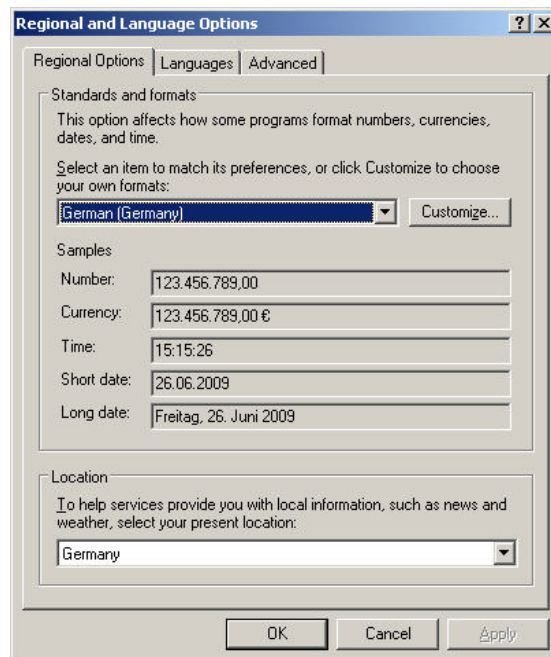 Regional and Language Options
Regional Options Languages Advanced
Standards and formats
This option affects how some programs format numbers, currencies,
dates, and time.
Select an item to match its preferences, or click Customize to choose
your own formats:
German (Germany) Customize...
Samples
Number: 123.456.789,00
Currency: 123.456.789,00 €
Time: 15:15:26
Short date: 26.06.2009
Long date: Freitag, 26. Juni 2009
Location
To help services provide you with local information, such as news and
weather, select your present location:
Germany
OK Cancel Apply